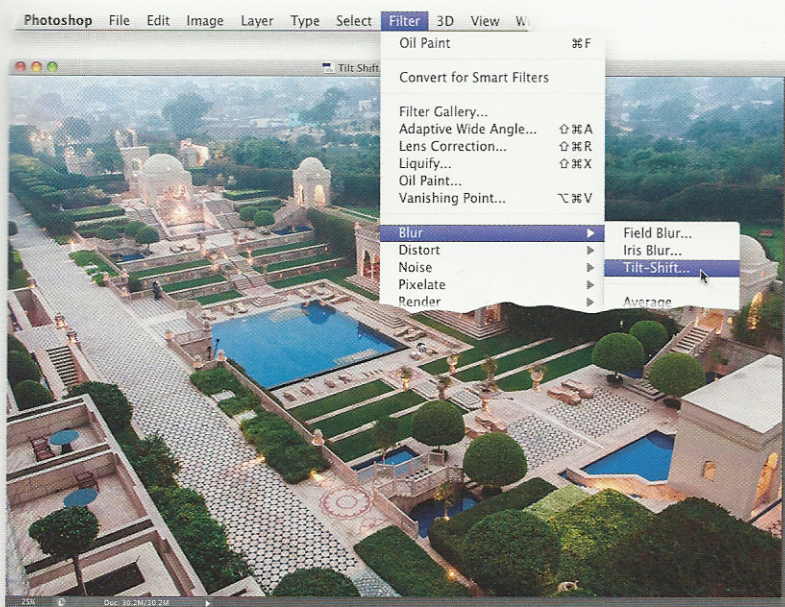 Photoshop File Edit Image Layer Type Select Filter 3D View
Oil Paint ⌘F
Tilt Shift
Convert for Smart Filters
Filter Gallery...
Adaptive Wide Angle... ⇧⌘A
Lens Correction... ⇧⌘R
Liquify... ⇧⌘X
Oil Paint...
Vanishing Point... ⌥⌘V
Blur
Field Blur...
Distort
Iris Blur...
Noise
Tilt-Shift...
Pixelate
Render
Average
25% Doc: 30.2M/30.2M